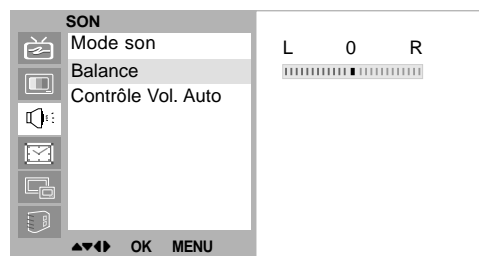 SON
Mode son
L 0 R
Balance
Contrôle Vol. Auto
OK MENU